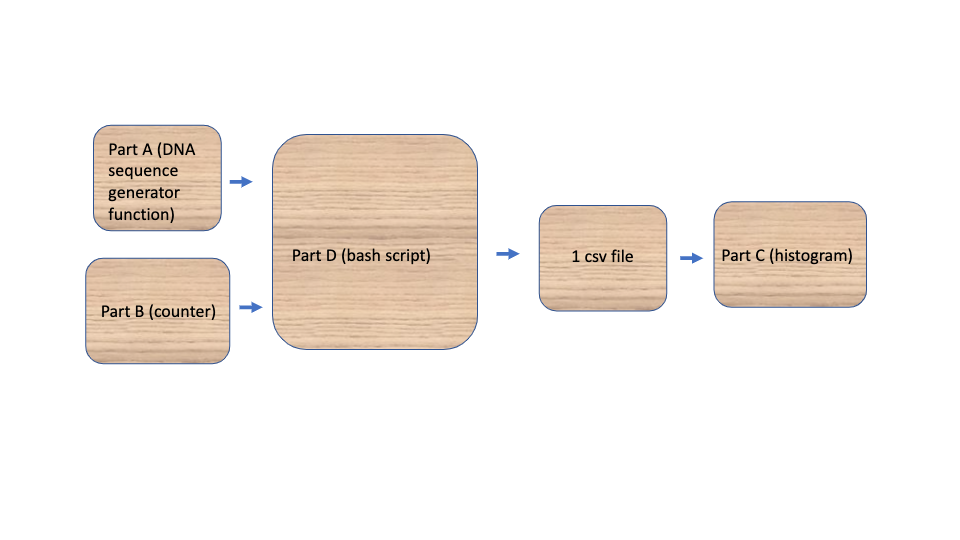 Part A (DNA
sequence
generator
function)
Part B (counter)
Part D (bash script)
1 csv file
Part C (histogram)